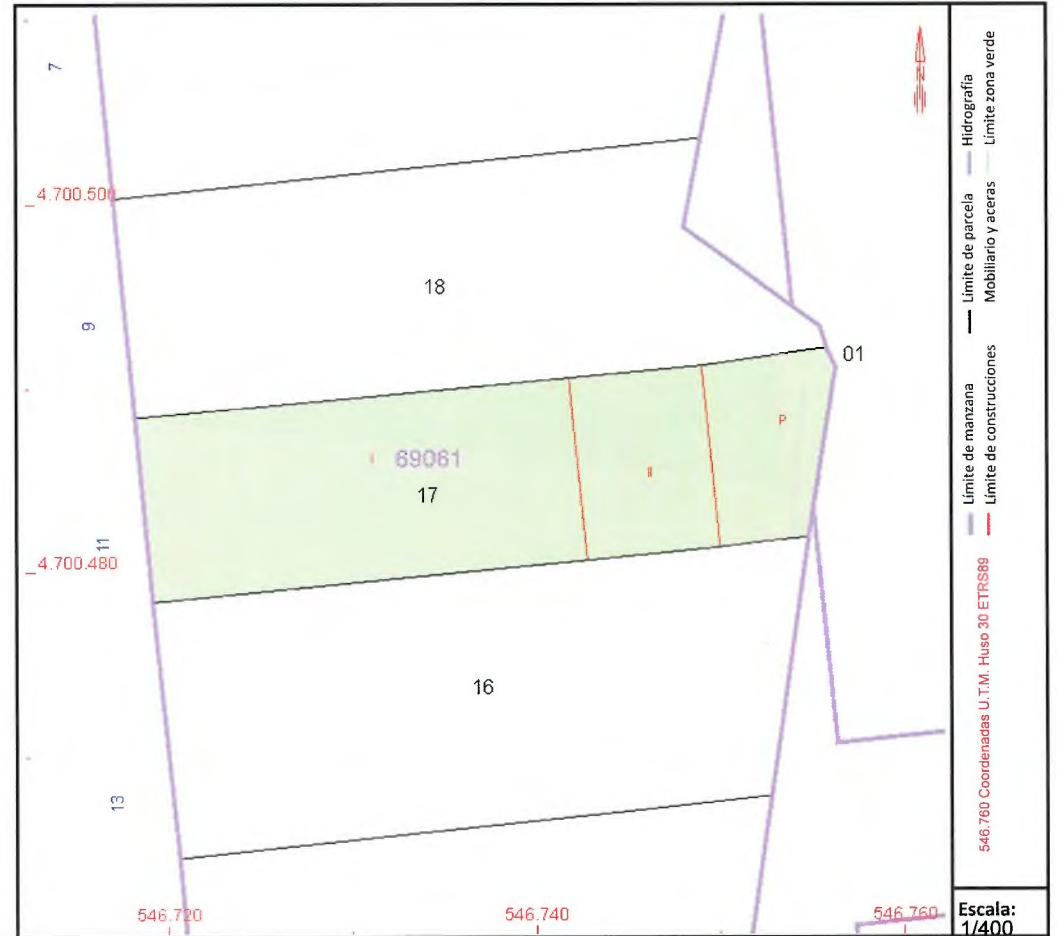 7
N
4.700.500
18
9
01
P
I 69061
II
17
11
4.700.480
16
13
546.720
546.740
546.760
Hidrografía
Límite zona verde
Límite de parcela
Mobiliario y aceras
Límite de manzana
Límite de construcciones
546.760 Coordenadas U.T.M. Huso 30 ETRS89
Escala:
1/400